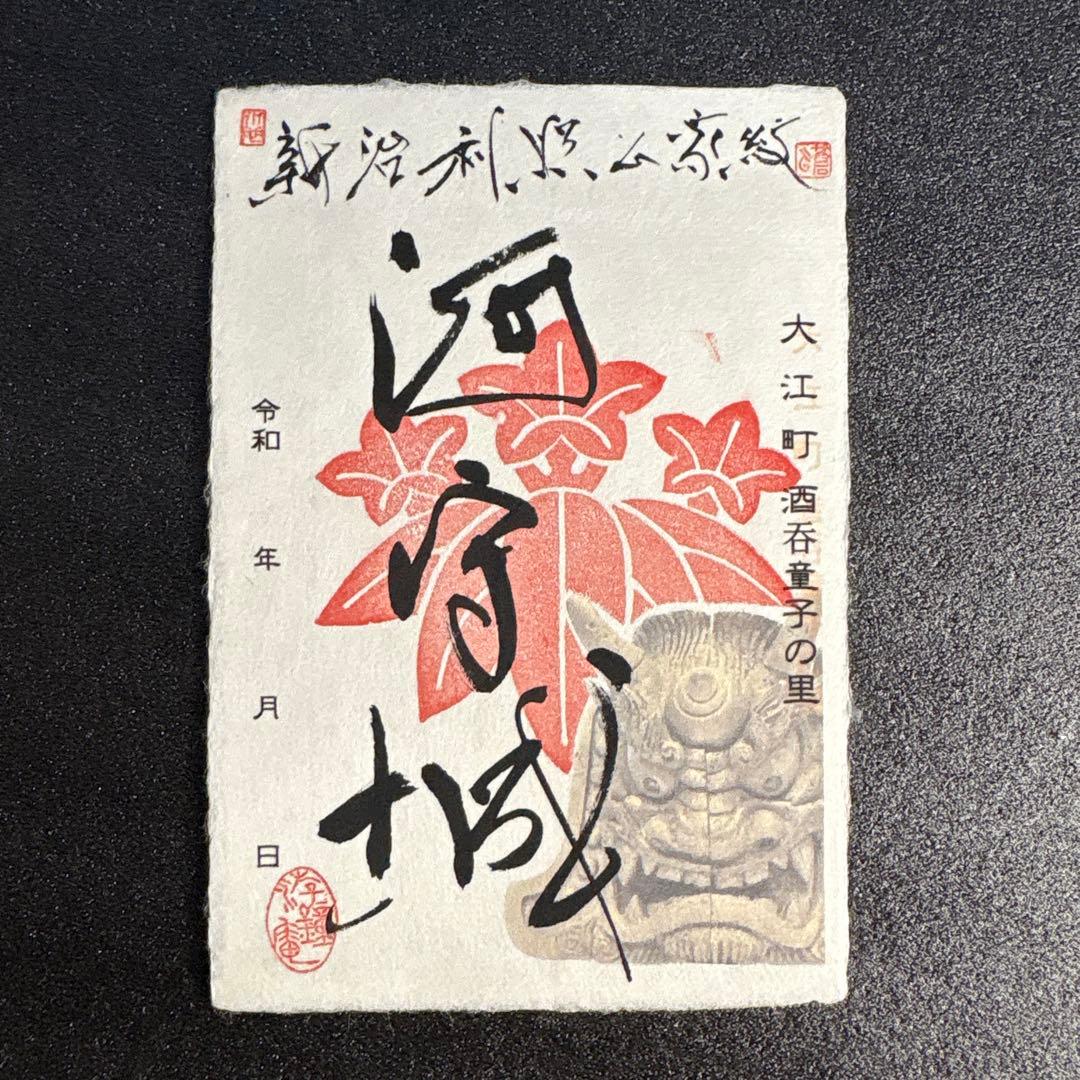 新治利照公家紋
大江町酒呑童子の里
河守城
令和 年 月 日